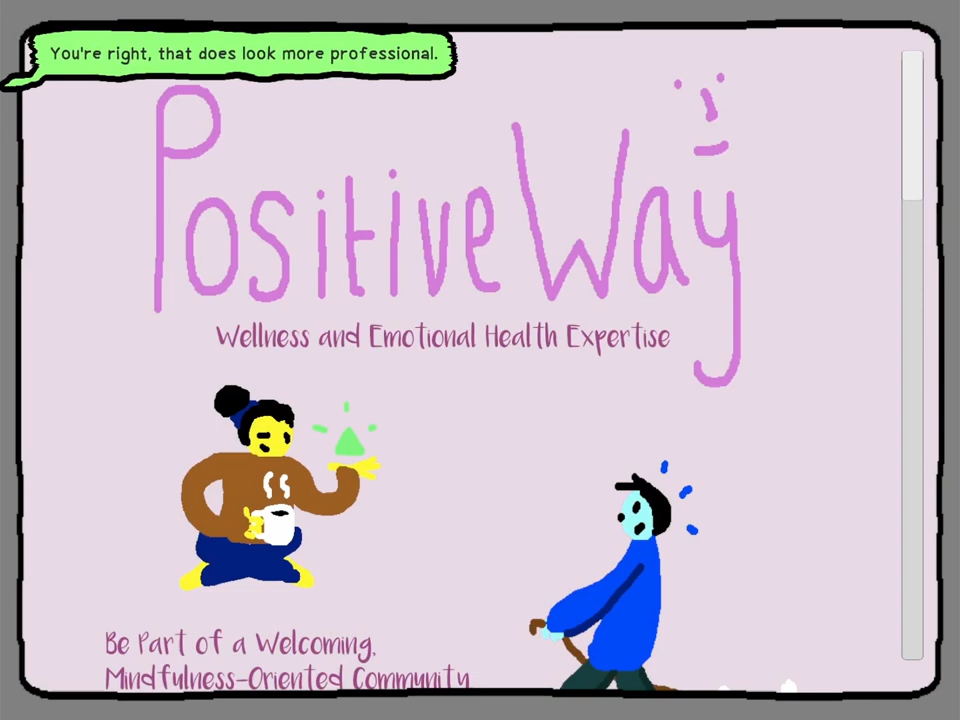 You're right, that does look more professional.
PositiveWay
Wellness and Emotional Health Expertise
Be Part of a Welcoming,
Mindfulness-Oriented Community